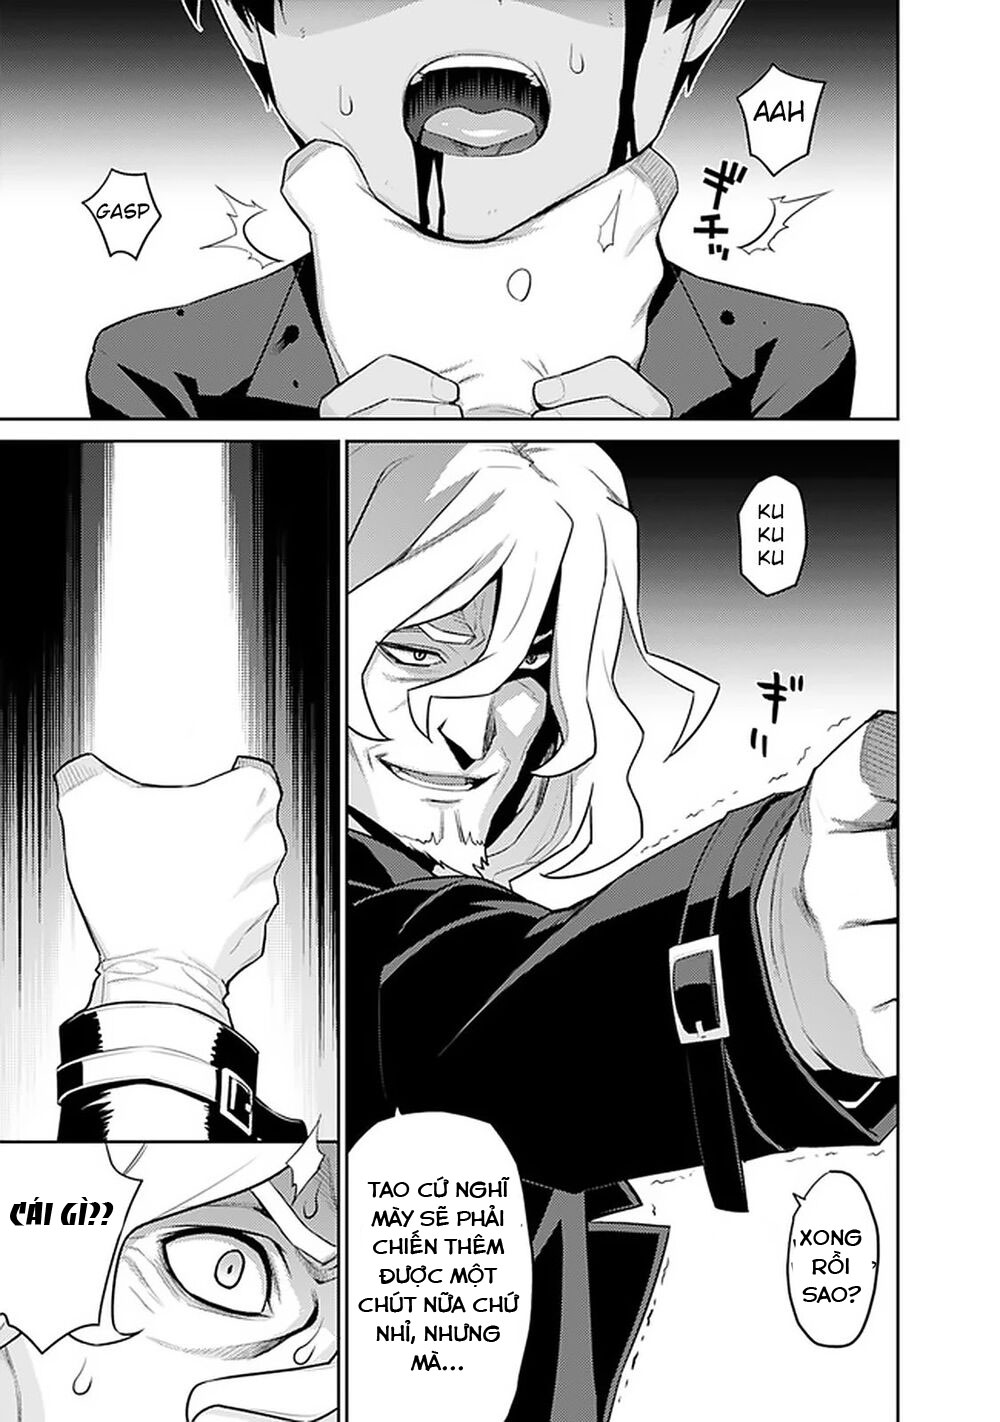 AAH
ギチッ
GASP
KU
KU
KU
ギッ
XONG
RỒI
SAO?
TAO CỨ NGHĨ
MÀY SẼ PHẢI
CHIẾN THÊM
ĐƯỢC MỘT
CHÚT NỮA CHỨ
NHỈ, NHƯNG
MÀ...
CÁI GÌ??